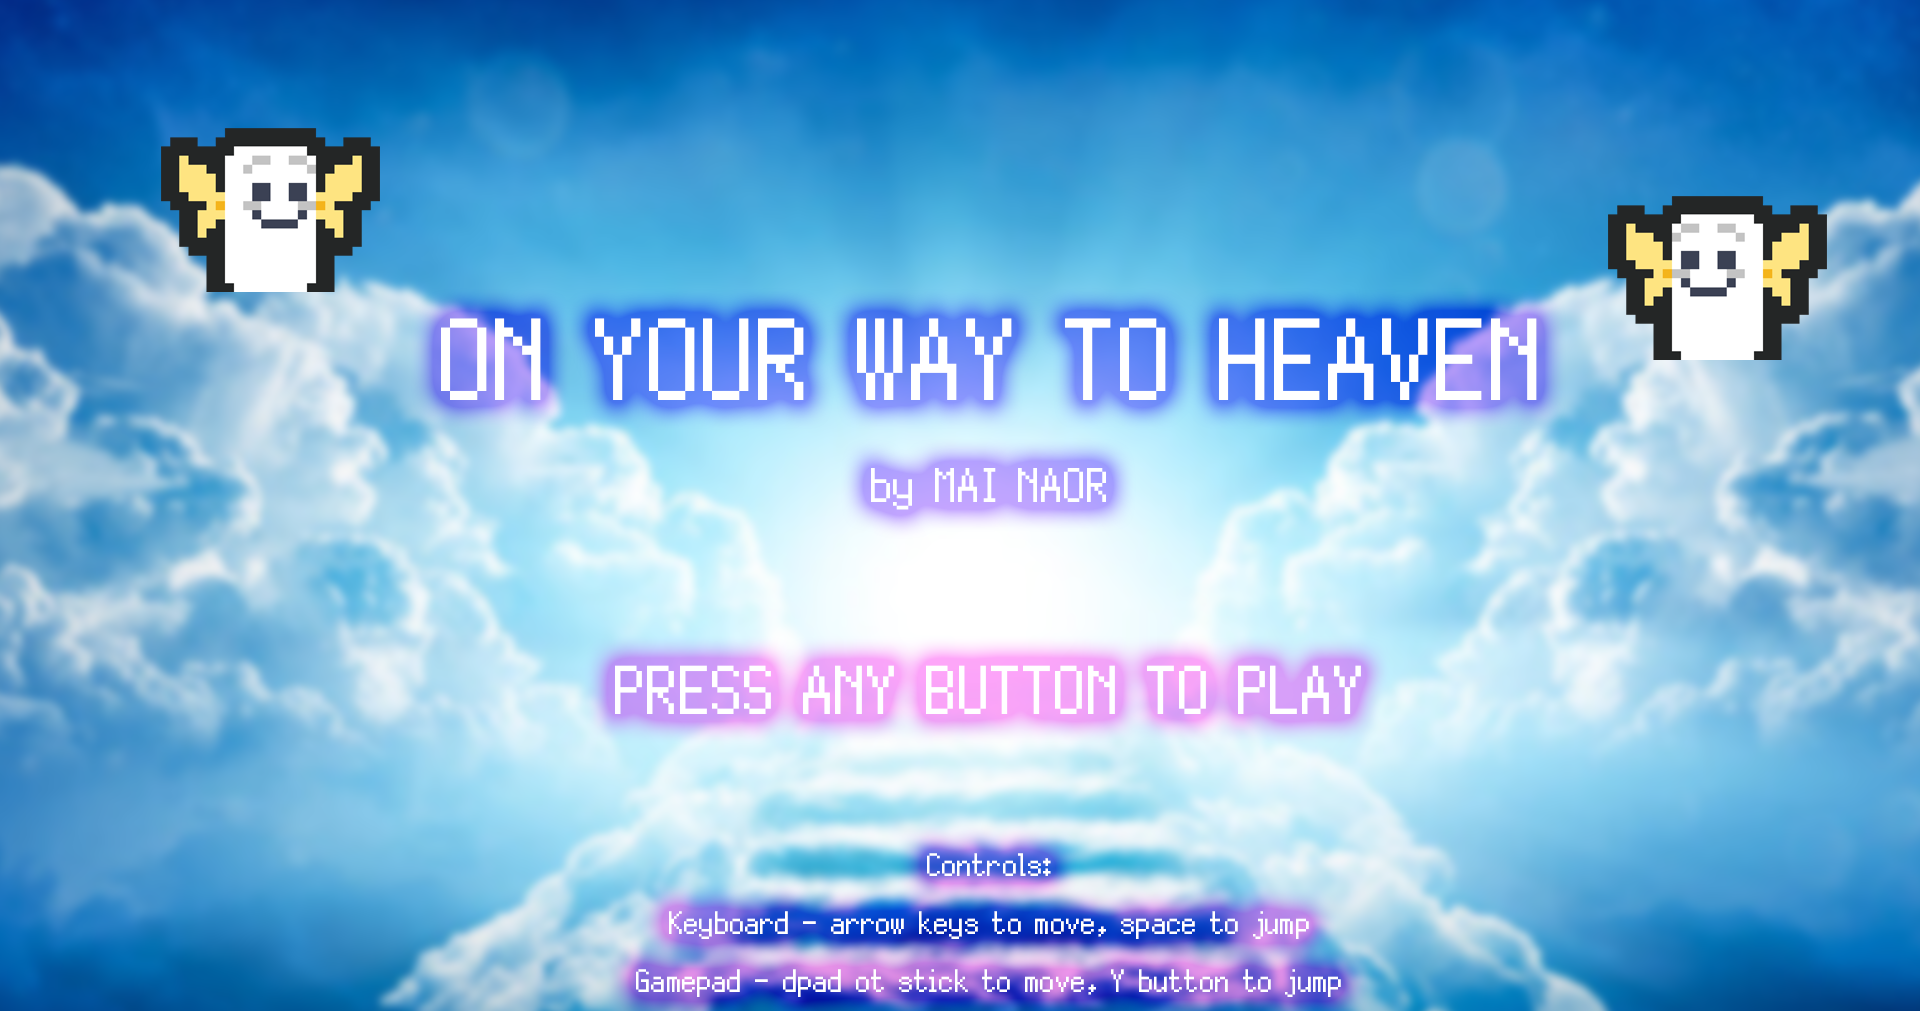 ON YOUR WAY TO HEAVEN
by MAI NAOR
PRESS ANY BUTTON TO PLAY
Controls:
Keyboard - arrow keys to move, space to jump
Gamepad - dpad ot stick to move, Y button to jump